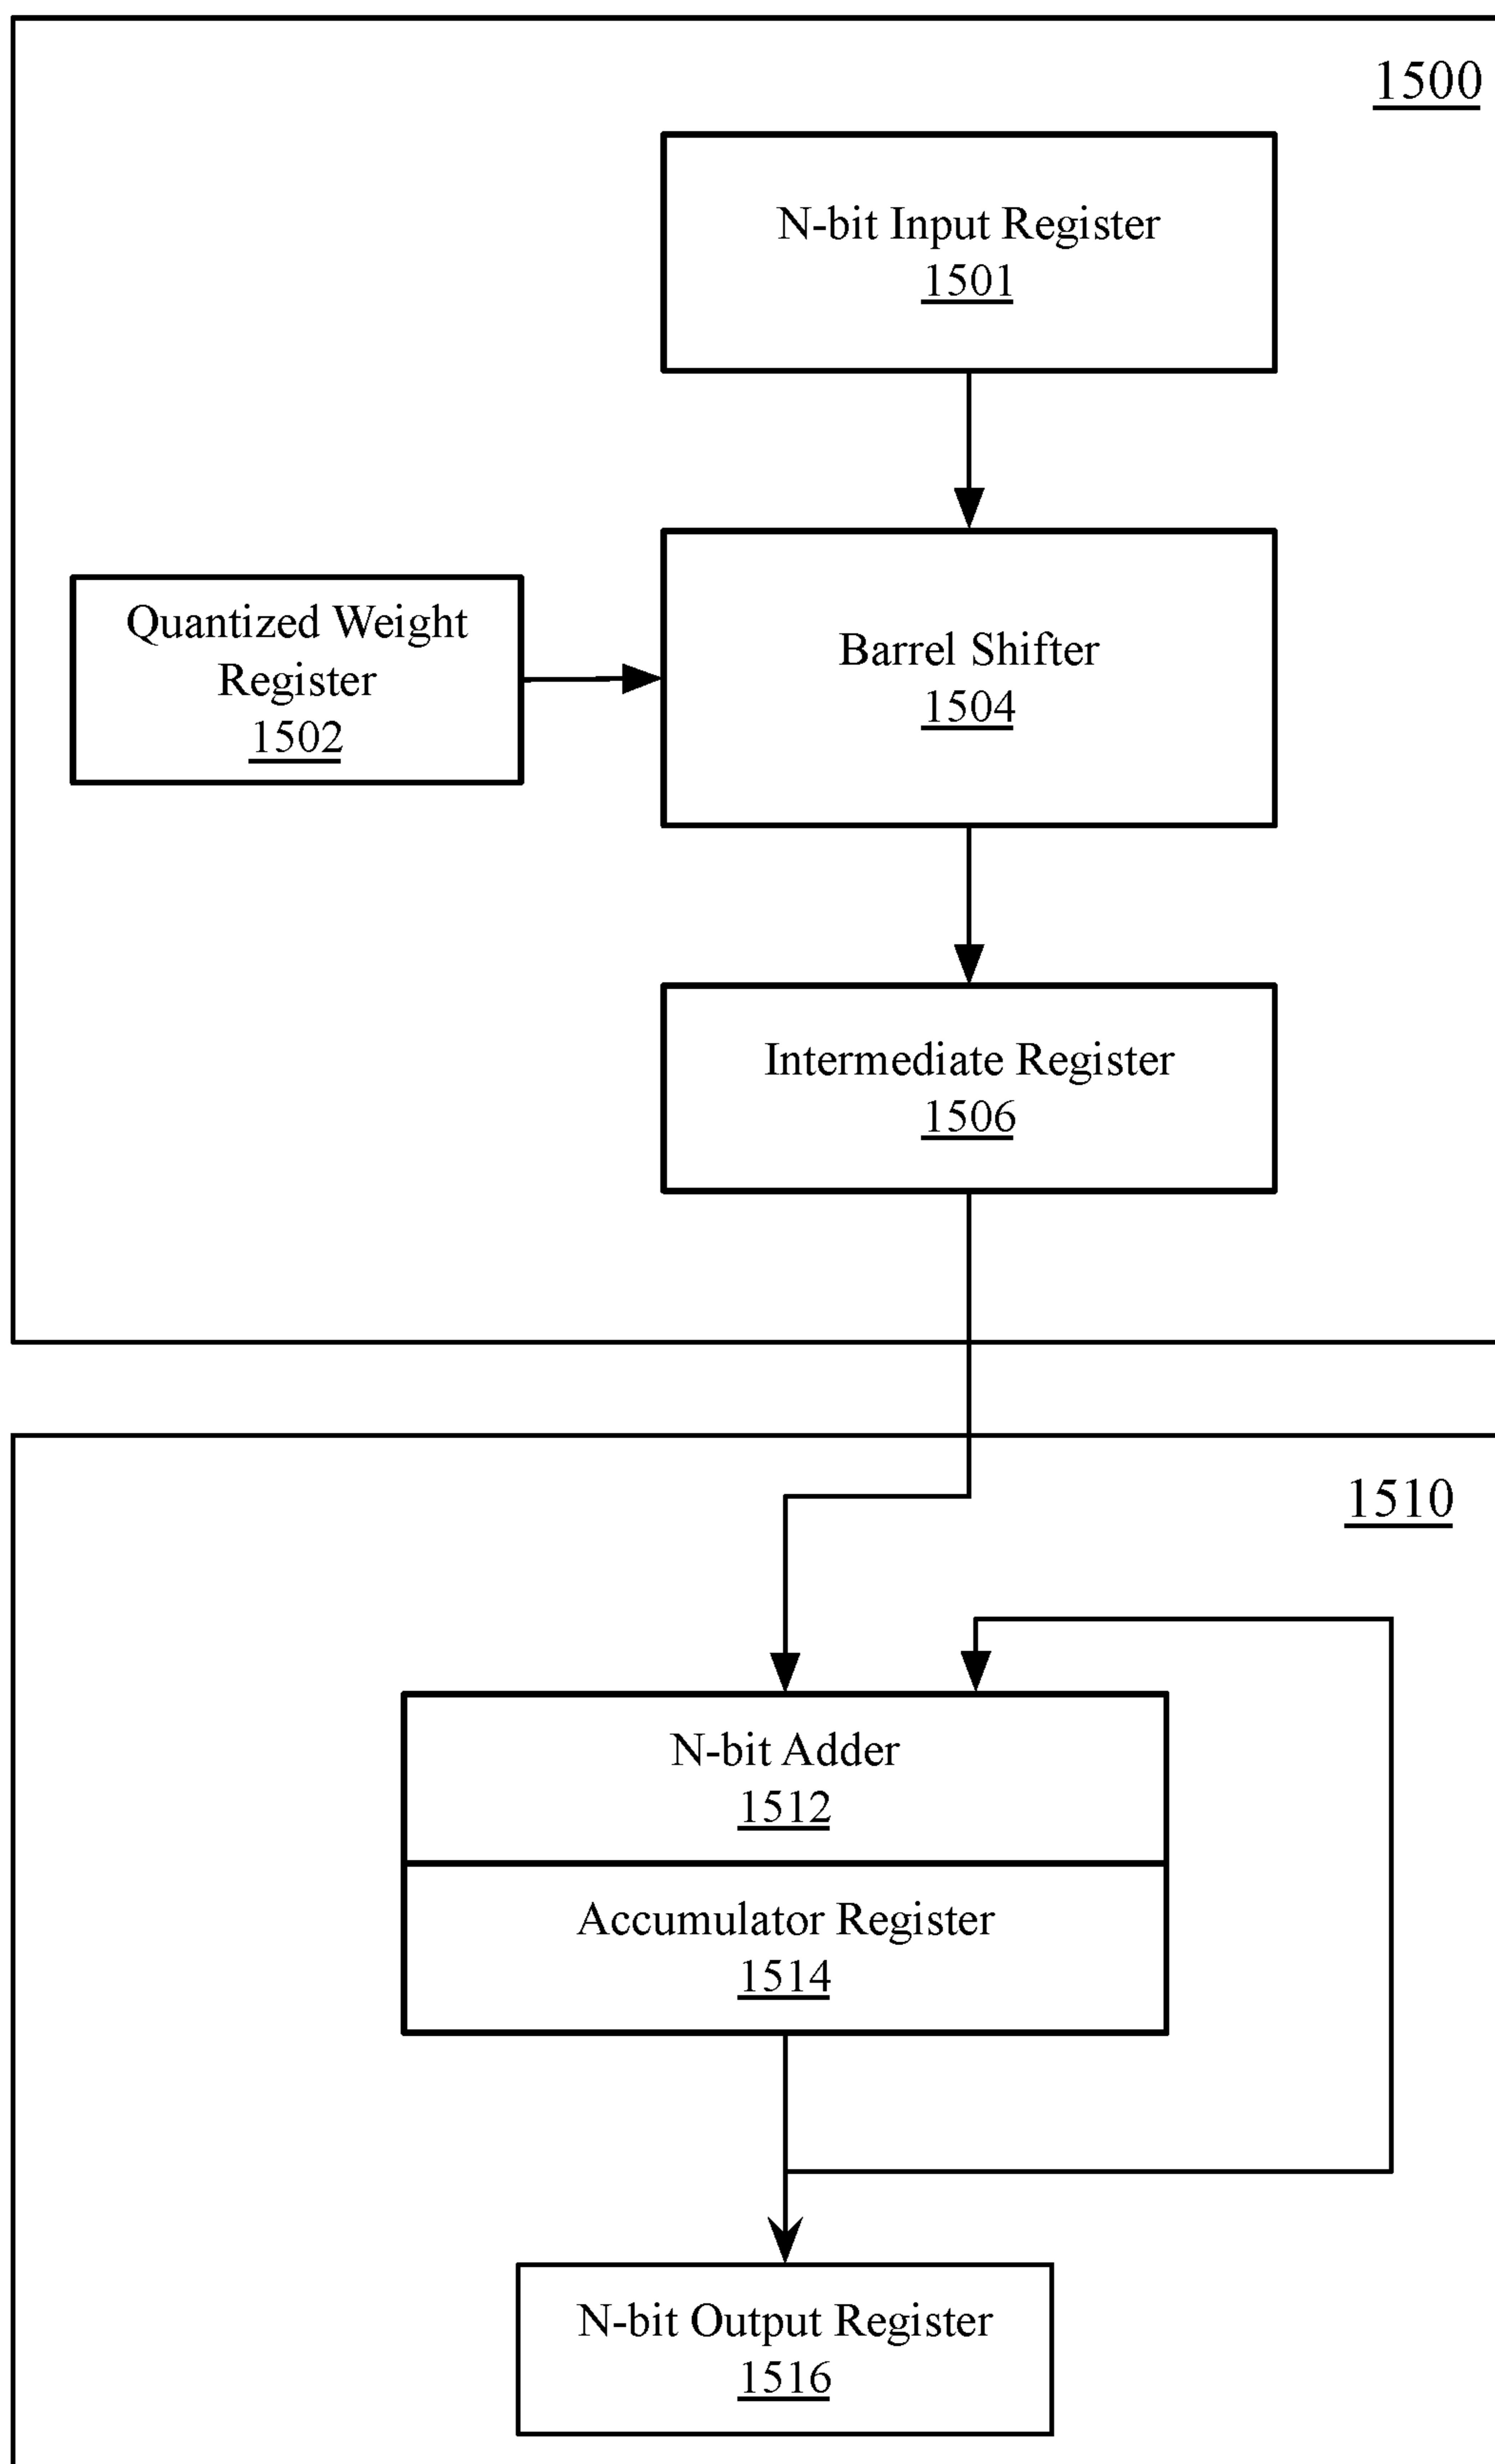 1500
N-bit Input Register
1501
Quantized Weight
Register
1502
Barrel Shifter
1504
Intermediate Register
1506
1510
N-bit Adder
1512
Accumulator Register
1514
N-bit Output Register
1516